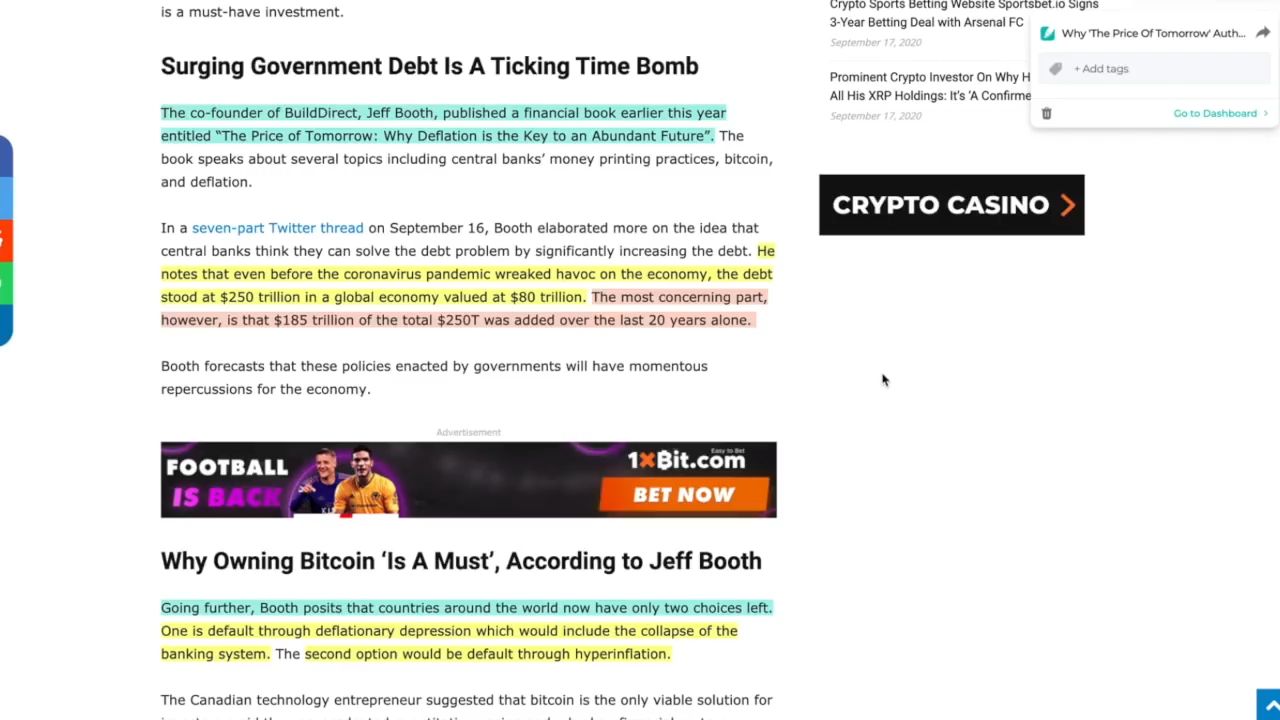 is a must-have investment.
Surging Government Debt Is A Ticking Time Bomb
The co-founder of BuildDirect, Jeff Booth, published a financial book earlier this year
entitled “The Price of Tomorrow: Why Deflation is the Key to an Abundant Future”. The
book speaks about several topics including central banks’ money printing practices, bitcoin,
and deflation.
In a seven-part Twitter thread on September 16, Booth elaborated more on the idea that
central banks think they can solve the debt problem by significantly increasing the debt. He
notes that even before the coronavirus pandemic wreaked havoc on the economy, the debt
stood at $250 trillion in a global economy valued at $80 trillion. The most concerning part,
however, is that $185 trillion of the total $250T was added over the last 20 years alone.
Booth forecasts that these policies enacted by governments will have momentous
repercussions for the economy.
Advertisement
FOOTBALL
IS BACK
Easy to Bet
1XBit.com
BET NOW
Why Owning Bitcoin ‘Is A Must’, According to Jeff Booth
Going further, Booth posits that countries around the world now have only two choices left.
One is default through deflationary depression which would include the collapse of the
banking system. The second option would be default through hyperinflation.
The Canadian technology entrepreneur suggested that bitcoin is the only viable solution for
Crypto Sports Betting Website Sportsbet.io Signs
3-Year Betting Deal with Arsenal FC
September 17, 2020
Prominent Crypto Investor On Why H
All His XRP Holdings: It’s ‘A Confirme
September 17, 2020
CRYPTO CASINO
Why 'The Price Of Tomorrow' Auth...
+ Add tags
Go to Dashboard